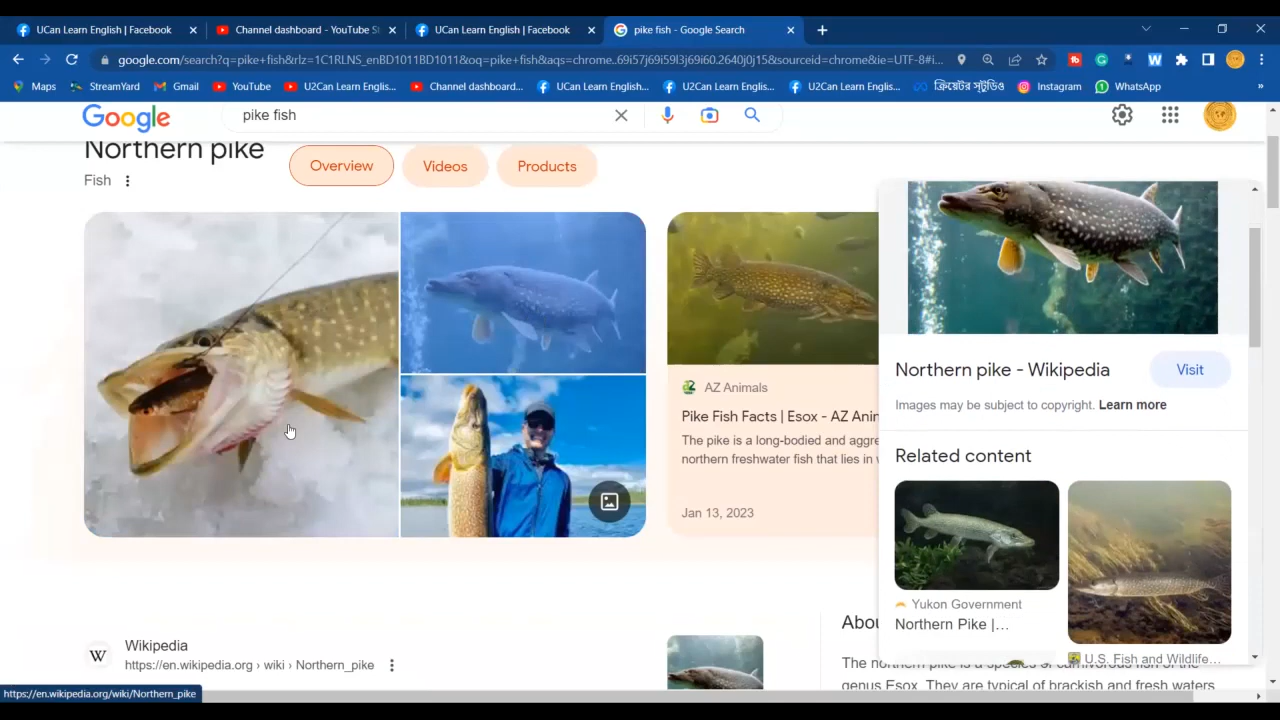 UCan Learn English | Facebook
Channel dashboard - YouTube St
UCan Learn English | Facebook
pike fish - Google Search
google.com/search?q=pike+fish&rlz=1C1RLNS_enBD1011BD1011&oq=pike+fish&aqs=chrome..69i57j69i59l3j69i60.2640j0j15&sourceid=chrome&ie=UTF-8#i...
Maps
StreamYard
Gmail
YouTube
U2Can Learn Englis...
Channel dashboard...
UCan Learn English...
U2Can Learn Englis...
U2Can Learn Englis...
ক্রিয়েটর স্টুডিও
Instagram
WhatsApp
»
Google
pike fish
Northern pike
Fish
Overview
Videos
Products
AZ Animals
Pike Fish Facts | Esox - AZ Anim
The pike is a long-bodied and aggre
northern freshwater fish that lies in w
Jan 13, 2023
Northern pike - Wikipedia
Visit
Images may be subject to copyright. Learn more
Related content
Yukon Government
Northern Pike |...
U.S. Fish and Wildlife...
W
Wikipedia
https://en.wikipedia.org › wiki › Northern_pike
Abou
The northern pike is a species of carnivorous fish of the
genus Esox. They are typical of brackish and fresh waters
https://en.wikipedia.org/wiki/Northern_pike